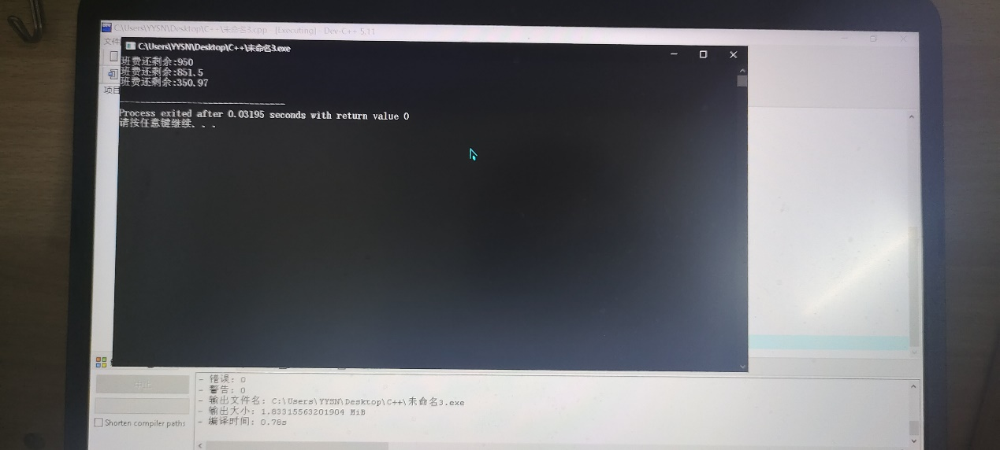 C:\Users\YYSN\Desktop\C++\未命名3.cpp - [Executing] - Dev-C++ 5.11
文件
C:\Users\YYSN\Desktop\C++\未命名3.exe
班费还剩余:950
班费还剩余:851.5
班费还剩余:350.97
项目
--------------------------------
Process exited after 0.03195 seconds with return value 0
请按任意键继续. . .
中止
- 错误: 0
- 警告: 0
- 输出文件名: C:\Users\YYSN\Desktop\C++\未命名3.exe
- 输出大小: 1.83315563201904 MiB
- 编译时间: 0.78s
Shorten compiler paths